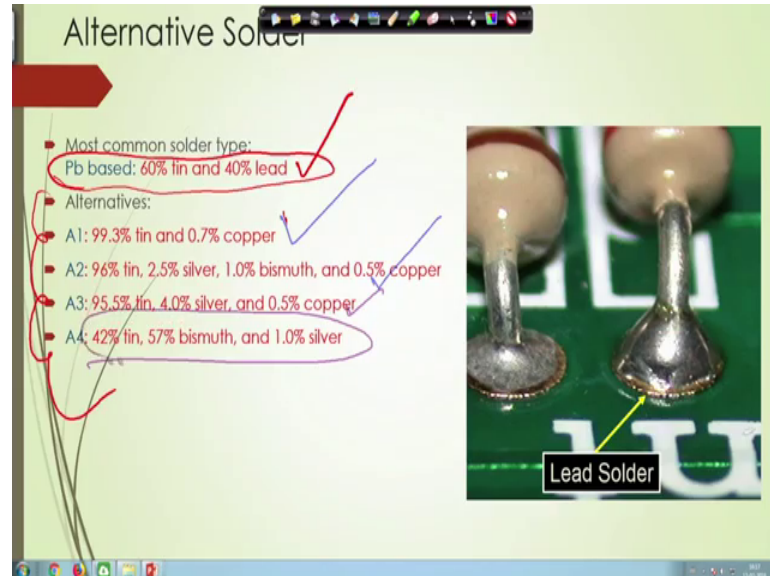 Alternative Solder
Most common solder type:
Pb based: 60% tin and 40% lead
Alternatives:
A1: 99.3% tin and 0.7% copper
A2: 96% tin, 2.5% silver, 1.0% bismuth, and 0.5% copper
A3: 95.5% tin, 4.0% silver, and 0.5% copper
A4: 42% tin, 57% bismuth, and 1.0% silver
Lead Solder